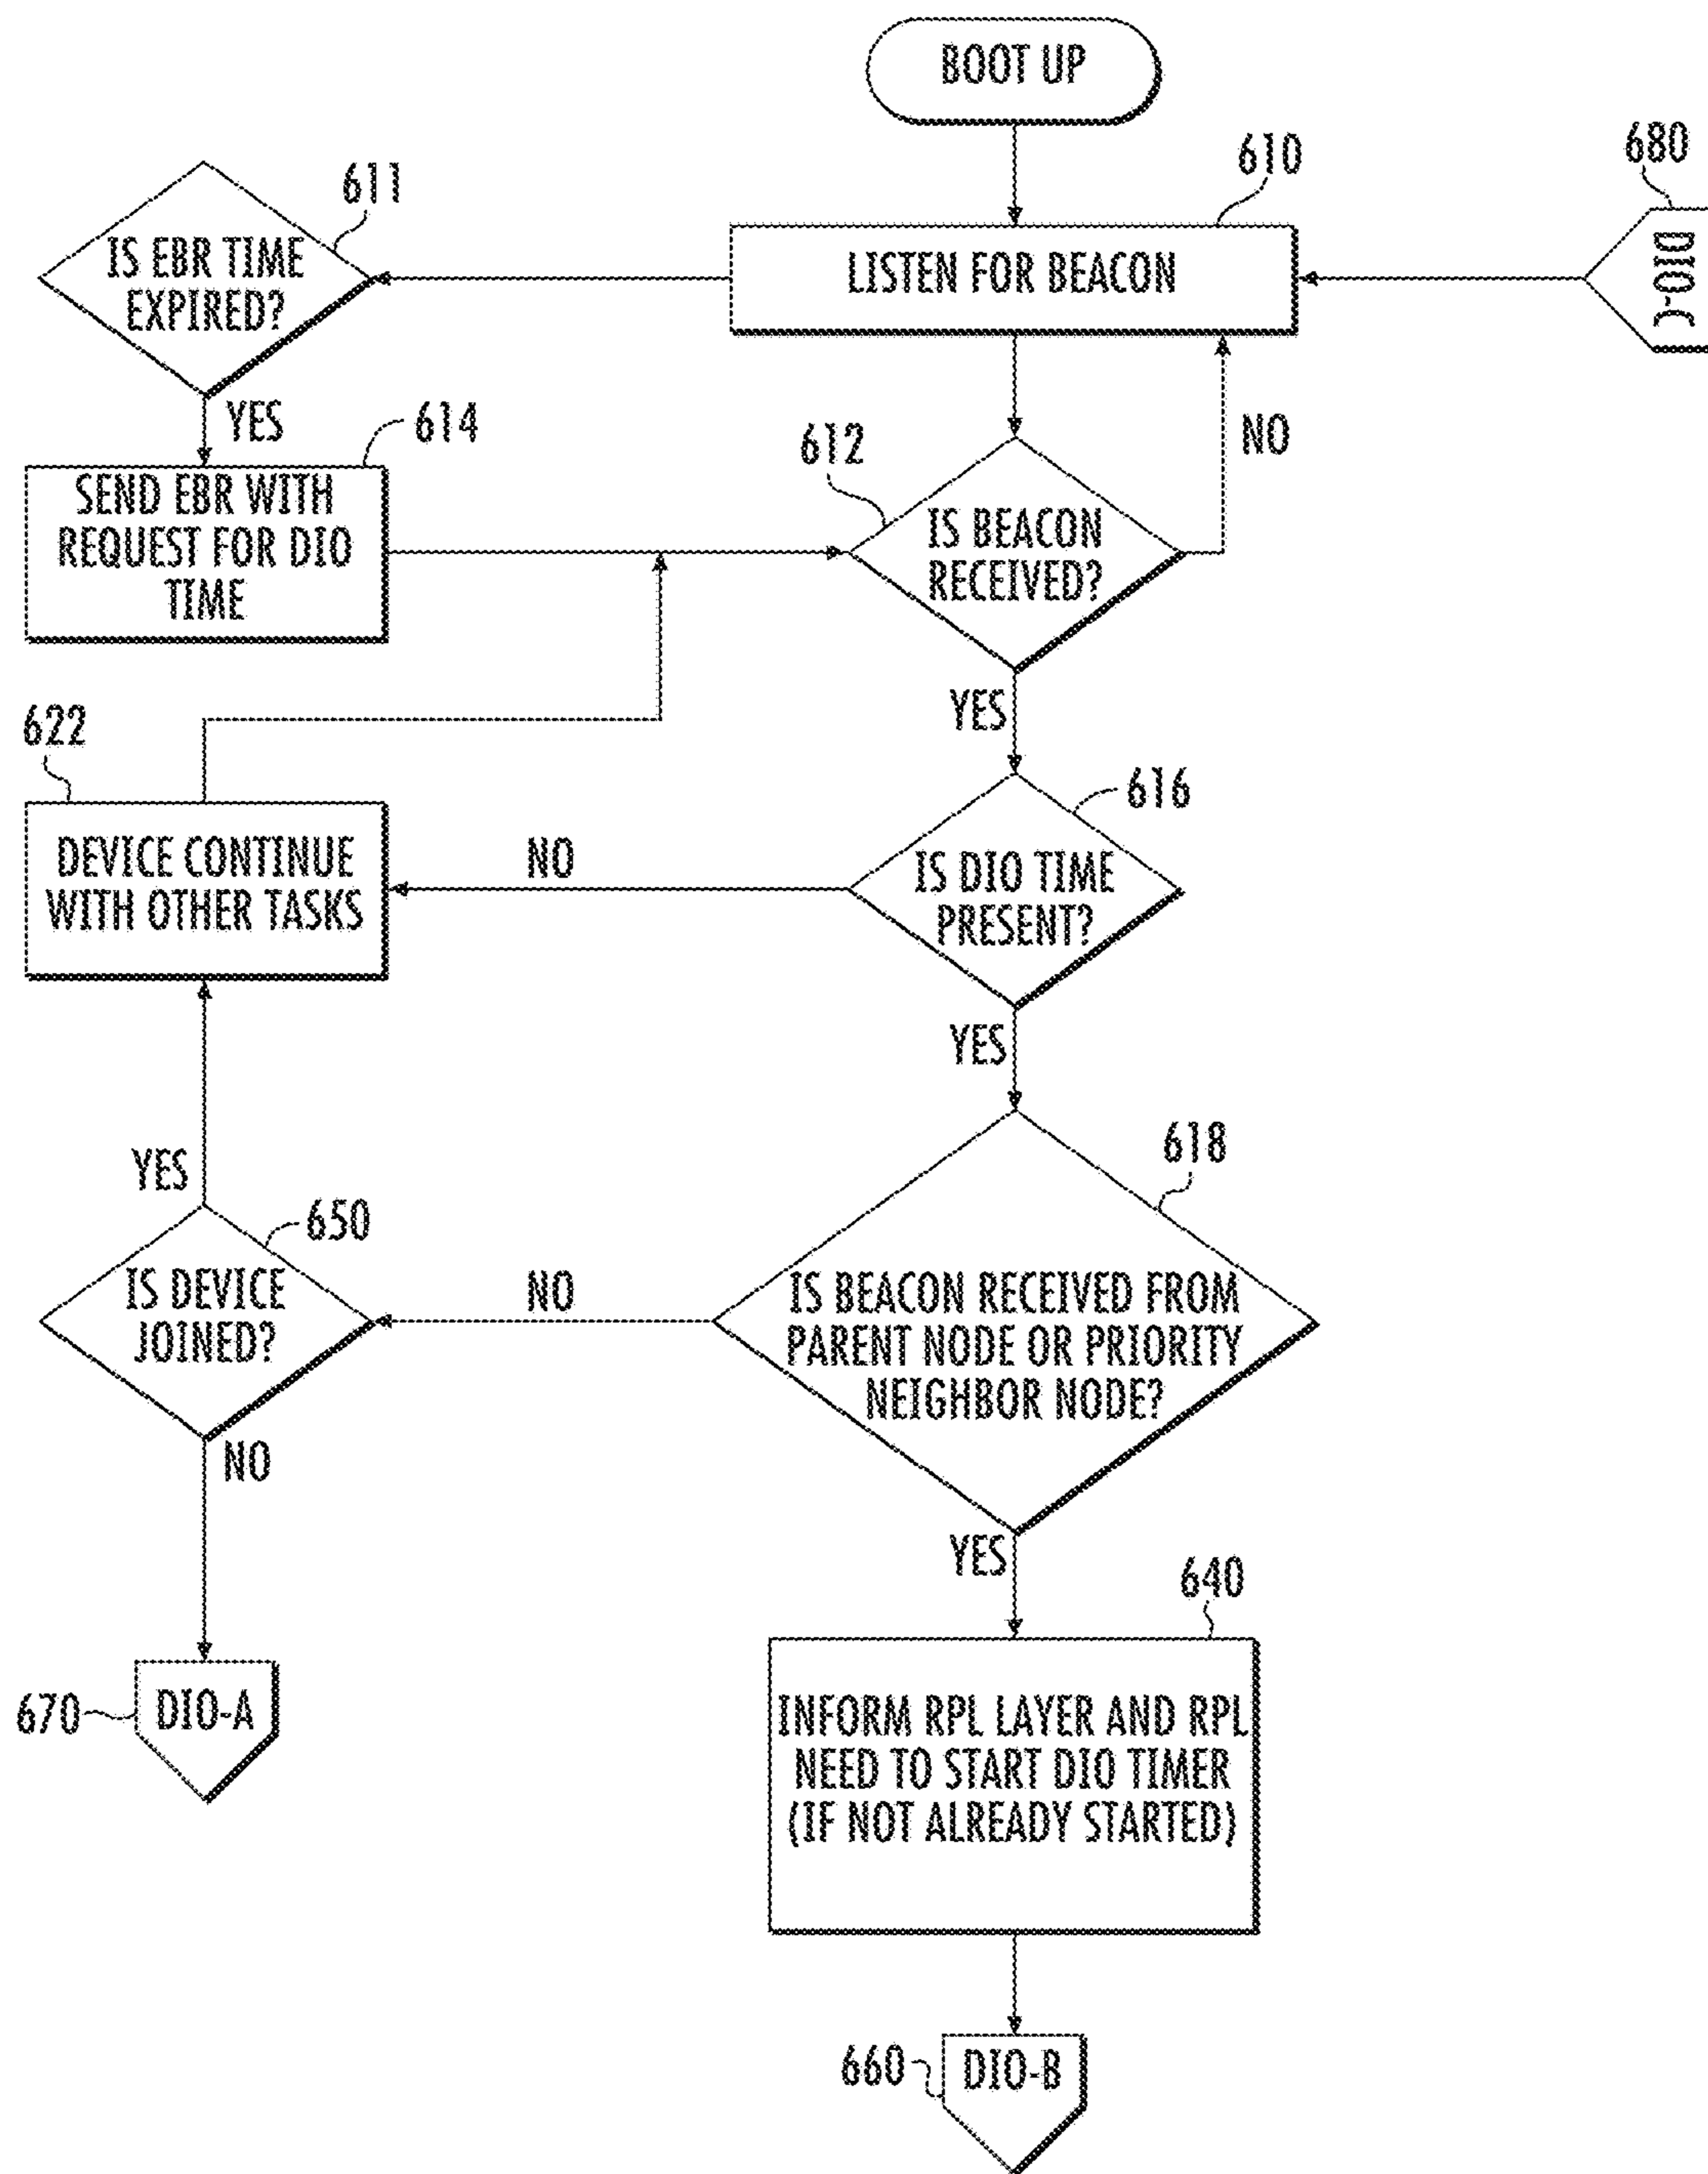 BOOT UP
610
680
611
IS EBR TIME
EXPIRED?
LISTEN FOR BEACON
DIO-C
YES
614
612
NO
SEND EBR WITH
REQUEST FOR DIO
TIME
IS BEACON
RECEIVED?
YES
622
616
DEVICE CONTINUE
WITH OTHER TASKS
NO
IS DIO TIME
PRESENT?
YES
618
YES
650
IS DEVICE
JOINED?
NO
IS BEACON RECEIVED FROM
PARENT NODE OR PRIORITY
NEIGHBOR NODE?
NO
YES
640
670
DIO-A
INFORM RPL LAYER AND RPL
NEED TO START DIO TIMER
(IF NOT ALREADY STARTED)
660
DIO-B